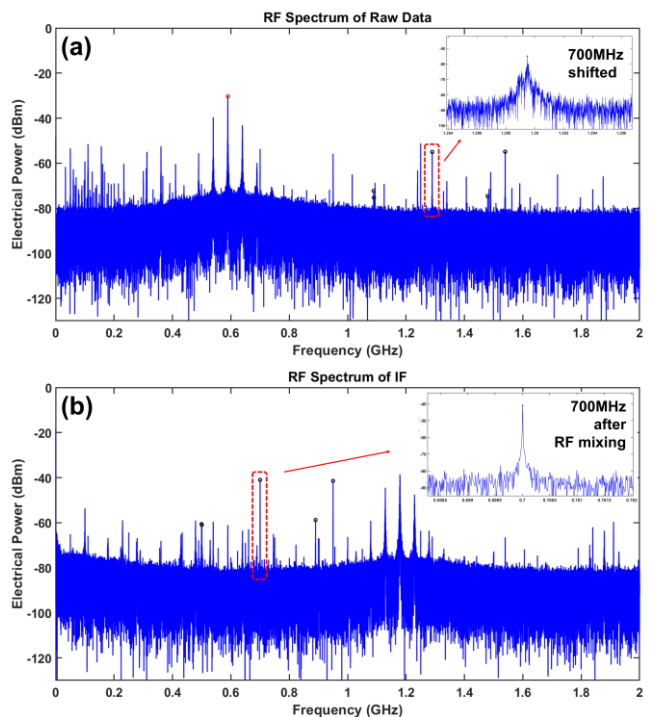 RF Spectrum of Raw Data
(a)
700MHz
shifted
Electrical Power (dBm)
0
-20
-40
-60
-80
-100
-120
0 0.2 0.4 0.6 0.8 1 1.2 1.4 1.6 1.8 2
Frequency (GHz)
RF Spectrum of IF
(b)
700MHz
after
RF mixing
Electrical Power (dBm)
0
-20
-40
-60
-80
-100
-120
0 0.2 0.4 0.6 0.8 1 1.2 1.4 1.6 1.8 2
Frequency (GHz)